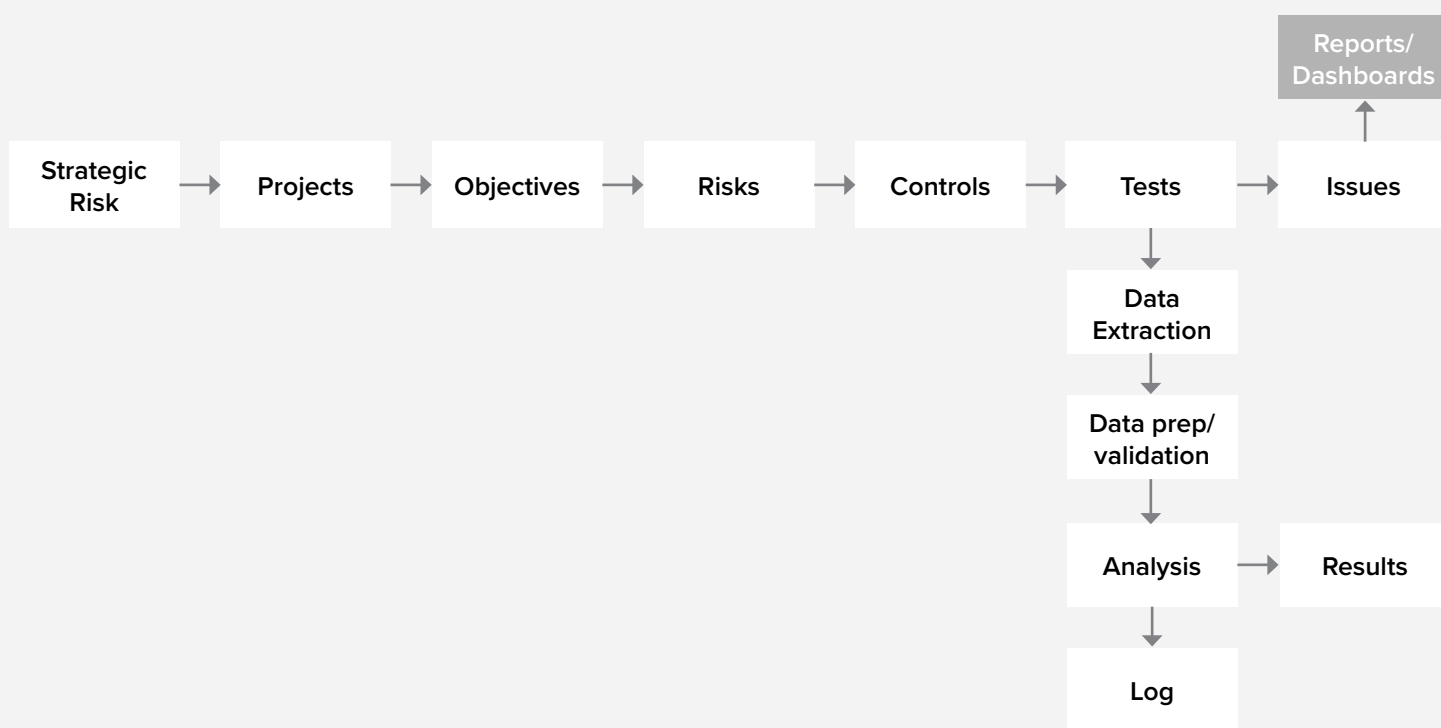 Reports/
Dashboards
Strategic
Risk
Projects
Objectives
Risks
Controls
Tests
Issues
Data
Extraction
Data prep/
validation
Analysis
Results
Log